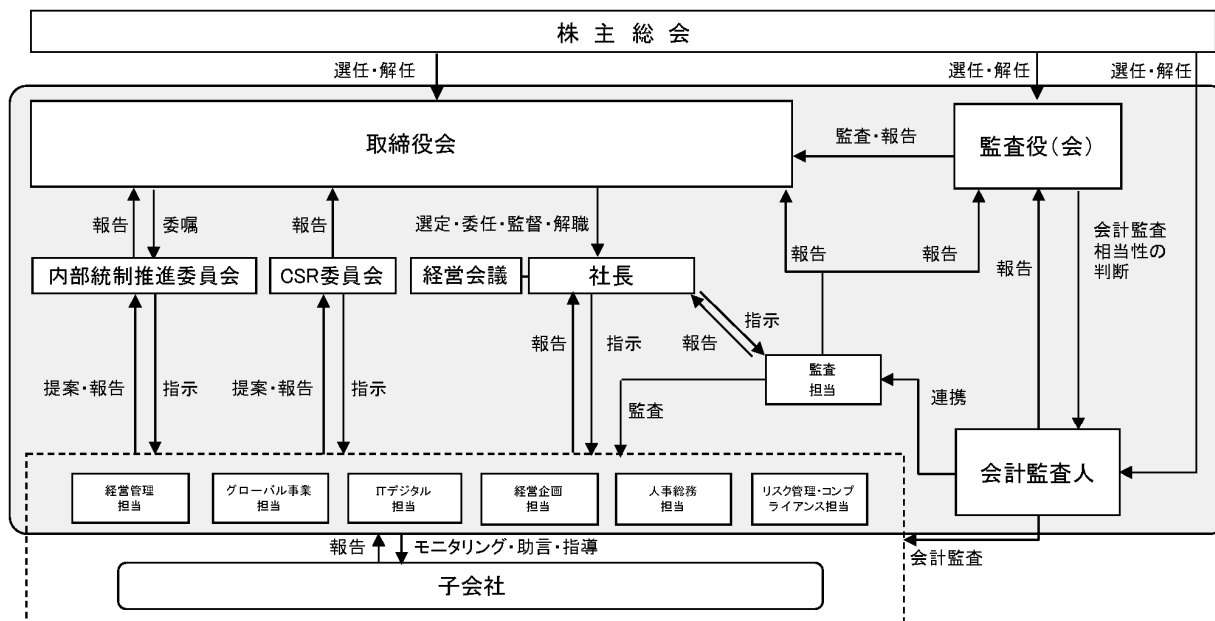 株主総会
選任・解任
選任・解任
選任・解任
取締役会
監査・報告
監査役(会)
報告
委嘱
報告
選定・委任・監督・解職
報告
報告
報告
会計監査
相当性の
判断
内部統制推進委員会
CSR委員会
経営会議
社長
指示
報告
報告
指示
監査
担当
提案・報告
指示
提案・報告
指示
監査
連携
会計監査人
経営管理
担当
グローバル事業
担当
ITデジタル
担当
経営企画
担当
人事総務
担当
リスク管理・コンプ
ライアンス担当
報告
モニタリング・助言・指導
会計監査
子会社